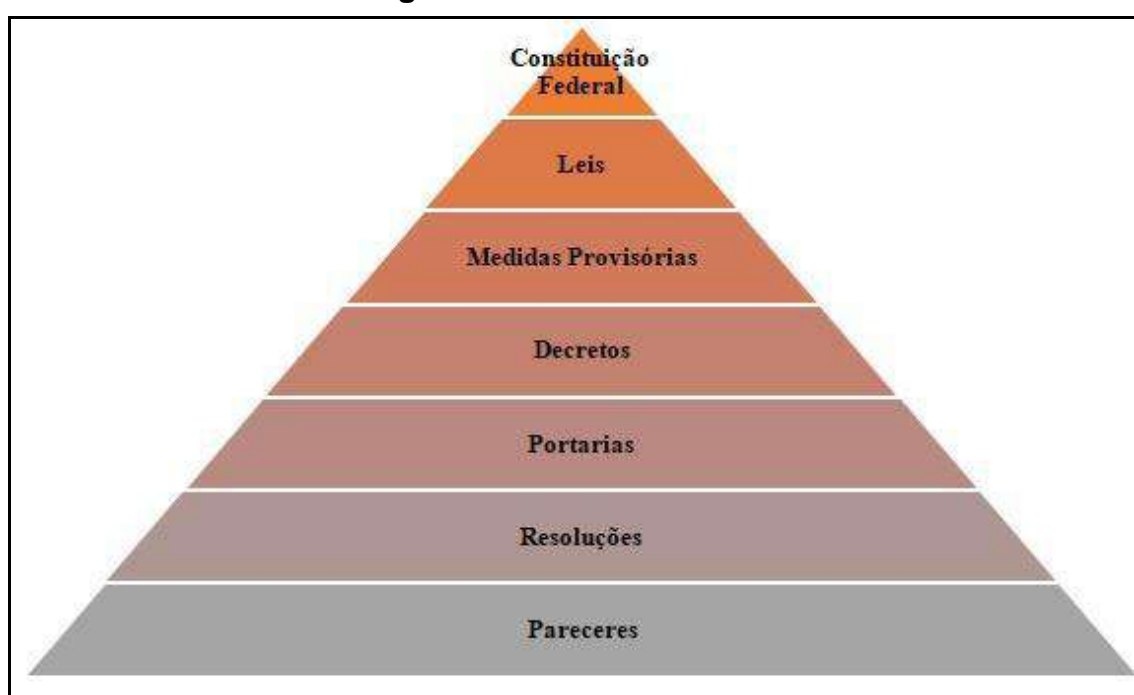 Constituição
Federal
Leis
Medidas Provisórias
Decretos
Portarias
Resoluções
Pareceres